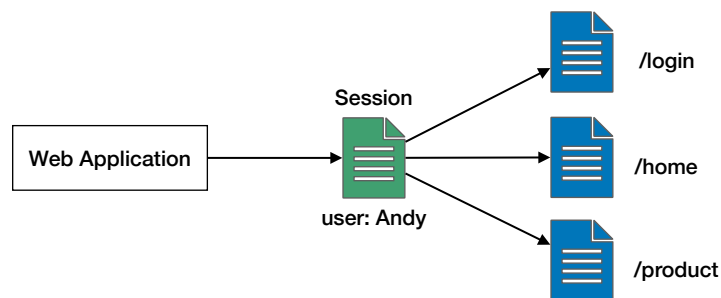 Web Application
Session
user: Andy
/login
/home
/product